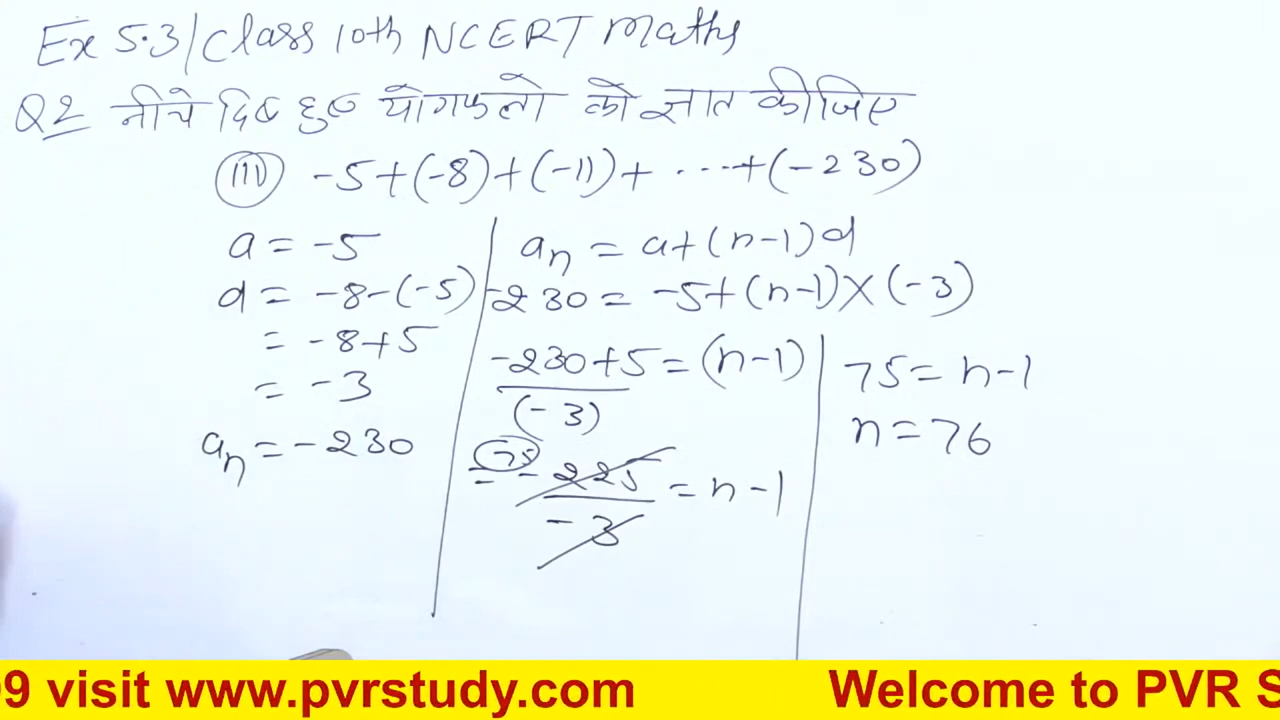 Ex 5.3/Class 10th NCERT Maths
Q2 नीचे दिए हुए योगफलो को ज्ञात कीजिए
(iii) -5+(-8)+(-11)+ ....+(-230)
a = -5
d = -8-(-5)
= -8+5
= -3
an = -230
an = a+(n-1)d
-230 = -5+(n-1)×(-3)
-230+5/(-3) = (n-1)
75
-225/-3 = n-1
75 = n-1
n = 76
99 visit www.pvrstudy.com Welcome to PVR S